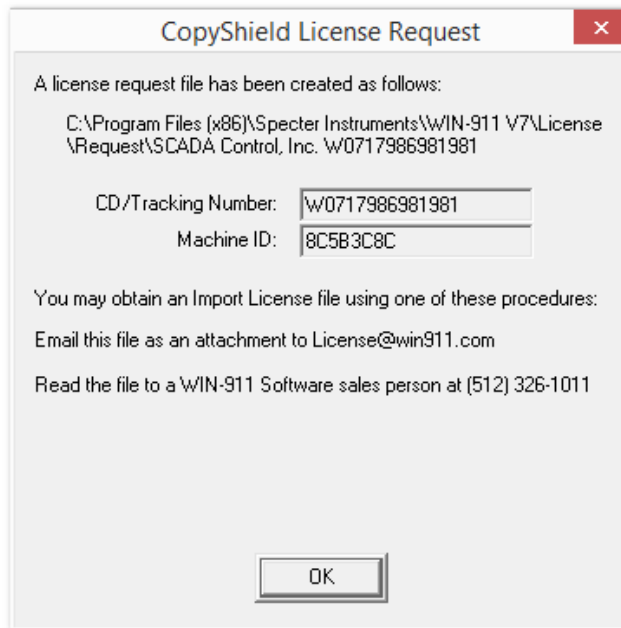 CopyShield License Request
A license request file has been created as follows:
C:\Program Files (x86)\Specter Instruments\WIN-911 V7\License
\Request\SCADA Control, Inc. W0717986981981
CD/Tracking Number: W0717986981981
Machine ID: 8C5B3C8C
You may obtain an Import License file using one of these procedures:
Email this file as an attachment to License@win911.com
Read the file to a WIN-911 Software sales person at (512) 326-1011
OK